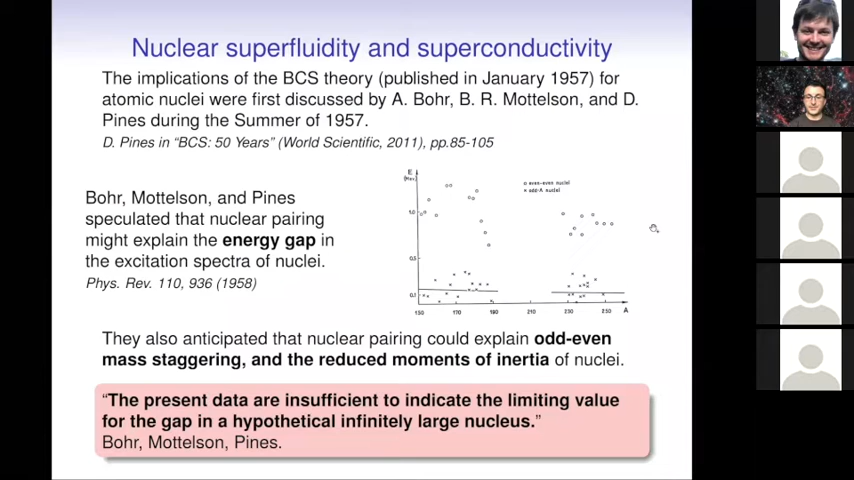 Nuclear superfluidity and superconductivity
The implications of the BCS theory (published in January 1957) for
atomic nuclei were first discussed by A. Bohr, B. R. Mottelson, and D.
Pines during the Summer of 1957.
D. Pines in “BCS: 50 Years” (World Scientific, 2011), pp.85-105
Bohr, Mottelson, and Pines
speculated that nuclear pairing
might explain the energy gap in
the excitation spectra of nuclei.
Phys. Rev. 110, 936 (1958)
E
o even-even nuclei
odd-A nuclei
1.0
0.5
0.1
150 170 190 210 230 250 A
They also anticipated that nuclear pairing could explain odd-even
mass staggering, and the reduced moments of inertia of nuclei.
“The present data are insufficient to indicate the limiting value
for the gap in a hypothetical infinitely large nucleus.”
Bohr, Mottelson, Pines.